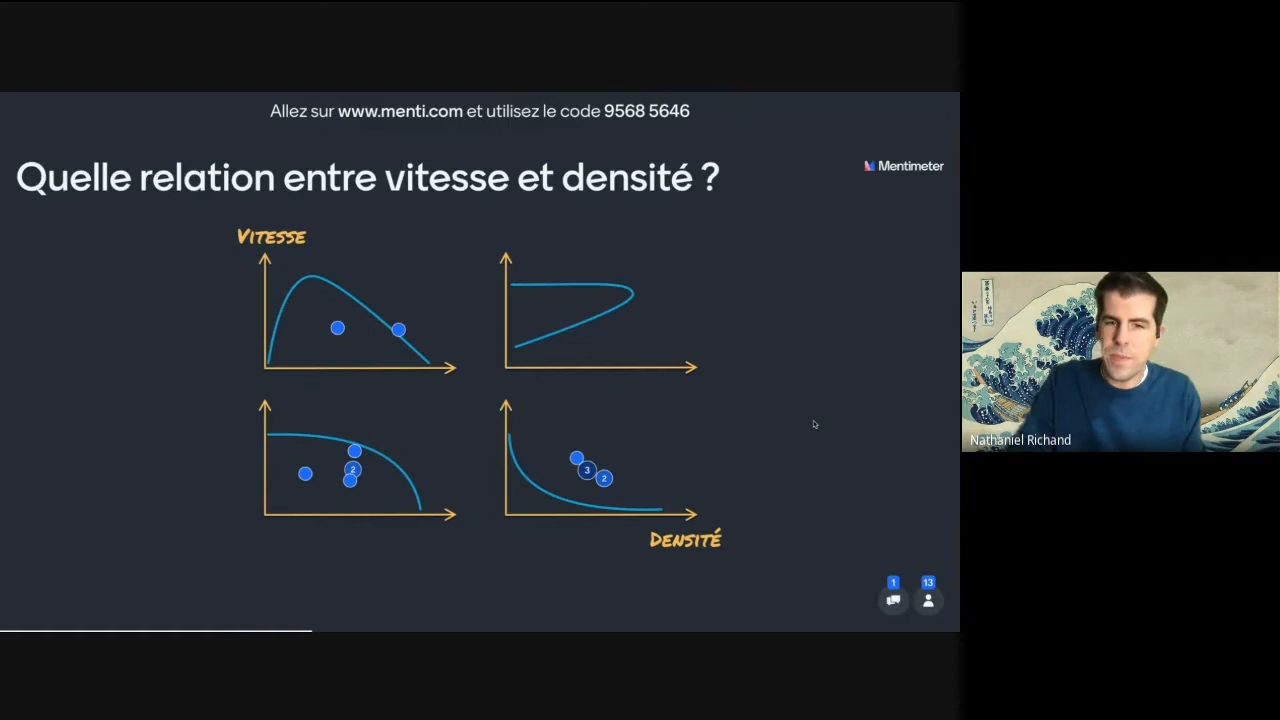 Allez sur www.menti.com et utilisez le code 9568 5646
Quelle relation entre vitesse et densité ?
Mentimeter
VITESSE
2
3
2
DENSITÉ
1
13
Nathaniel Richand